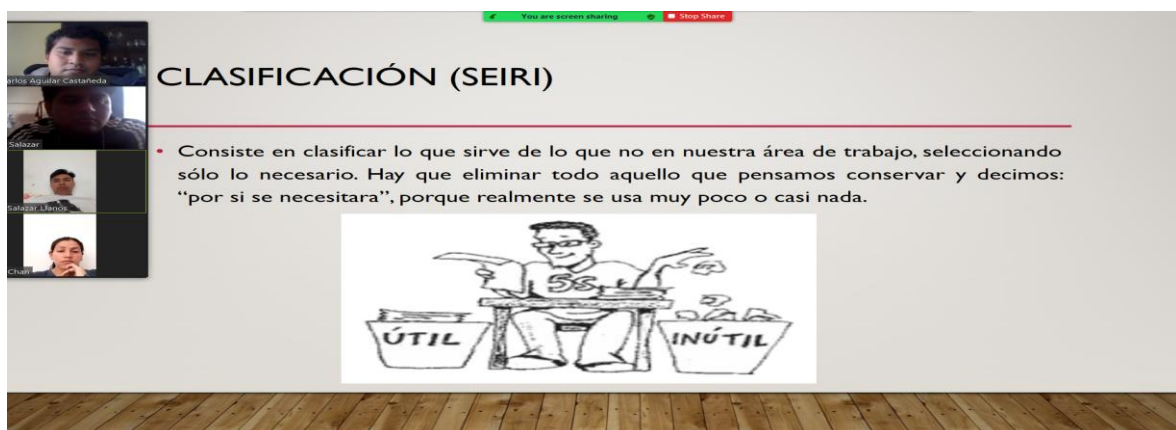 You are screen sharing
Stop Share
arlos Aguilar Castañeda
Salazar
Salazar Llanos
Chan
CLASIFICACIÓN (SEIRI)
• Consiste en clasificar lo que sirve de lo que no en nuestra área de trabajo, seleccionando
sólo lo necesario. Hay que eliminar todo aquello que pensamos conservar y decimos:
“por si se necesitara”, porque realmente se usa muy poco o casi nada.
5S
ÚTIL
INÚTIL